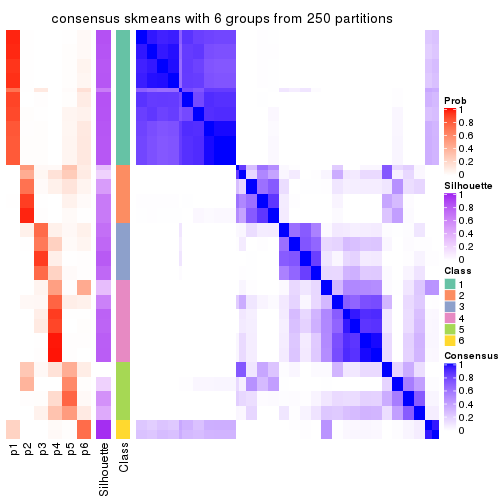 consensus skmeans with 6 groups from 250 partitions
Prob
1
0.8
0.6
0.4
0.2
0
Silhouette
1
0.8
0.6
0.4
0.2
0
Class
1
2
3
4
5
6
Consensus
1
0.8
0.6
0.4
0.2
0
p1
p2
p3
p4
p5
p6
Silhouette
Class